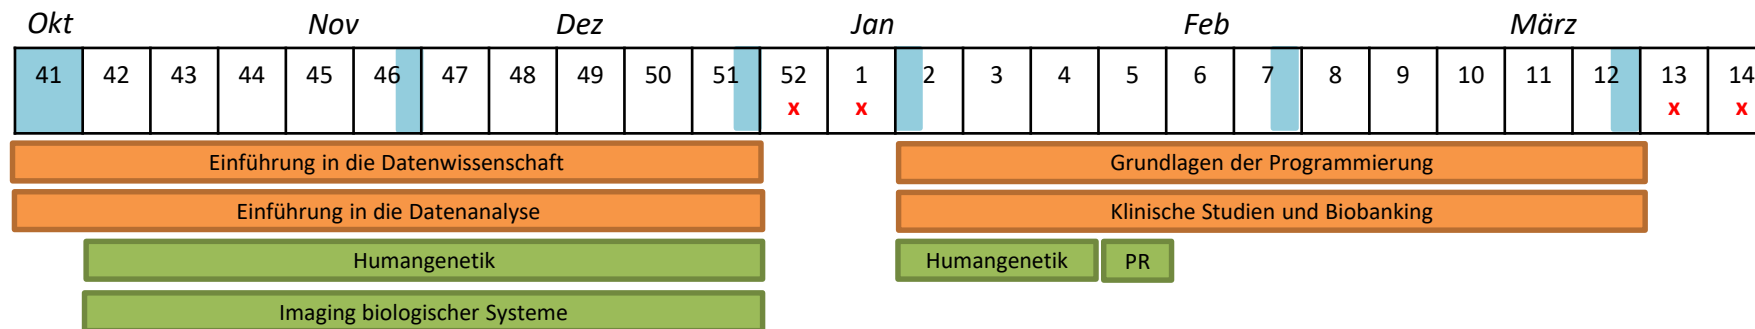 Okt Nov Dez Jan Feb März
41 42 43 44 45 46 47 48 49 50 51 52 1 2 3 4 5 6 7 8 9 10 11 12 13 14
x x x x
Einführung in die Datenwissenschaft Grundlagen der Programmierung
Einführung in die Datenanalyse Klinische Studien und Biobanking
Humangenetik Humangenetik PR
Imaging biologischer Systeme